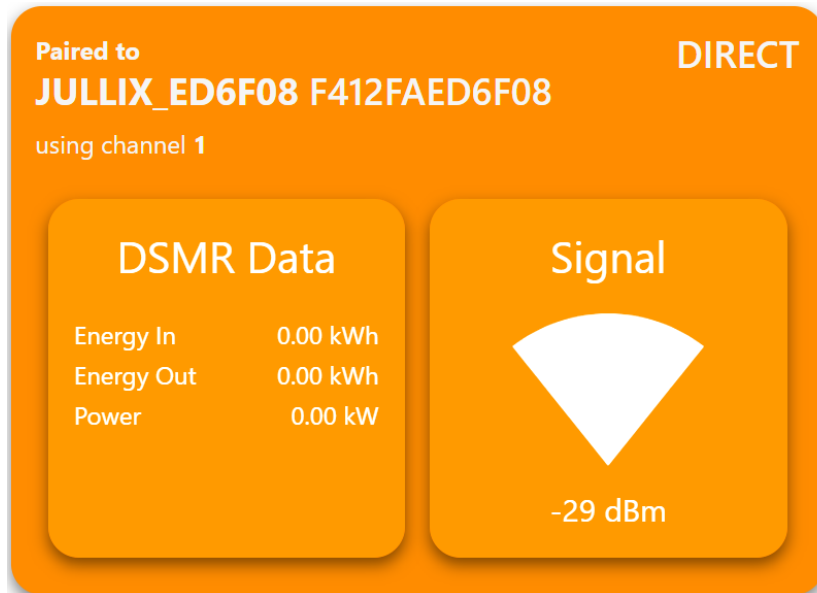 Paired to
DIRECT
JULLIX_ED6F08 F412FAED6F08
using channel 1
DSMR Data
Energy In 0.00 kWh
Energy Out 0.00 kWh
Power 0.00 kW
Signal
-29 dBm